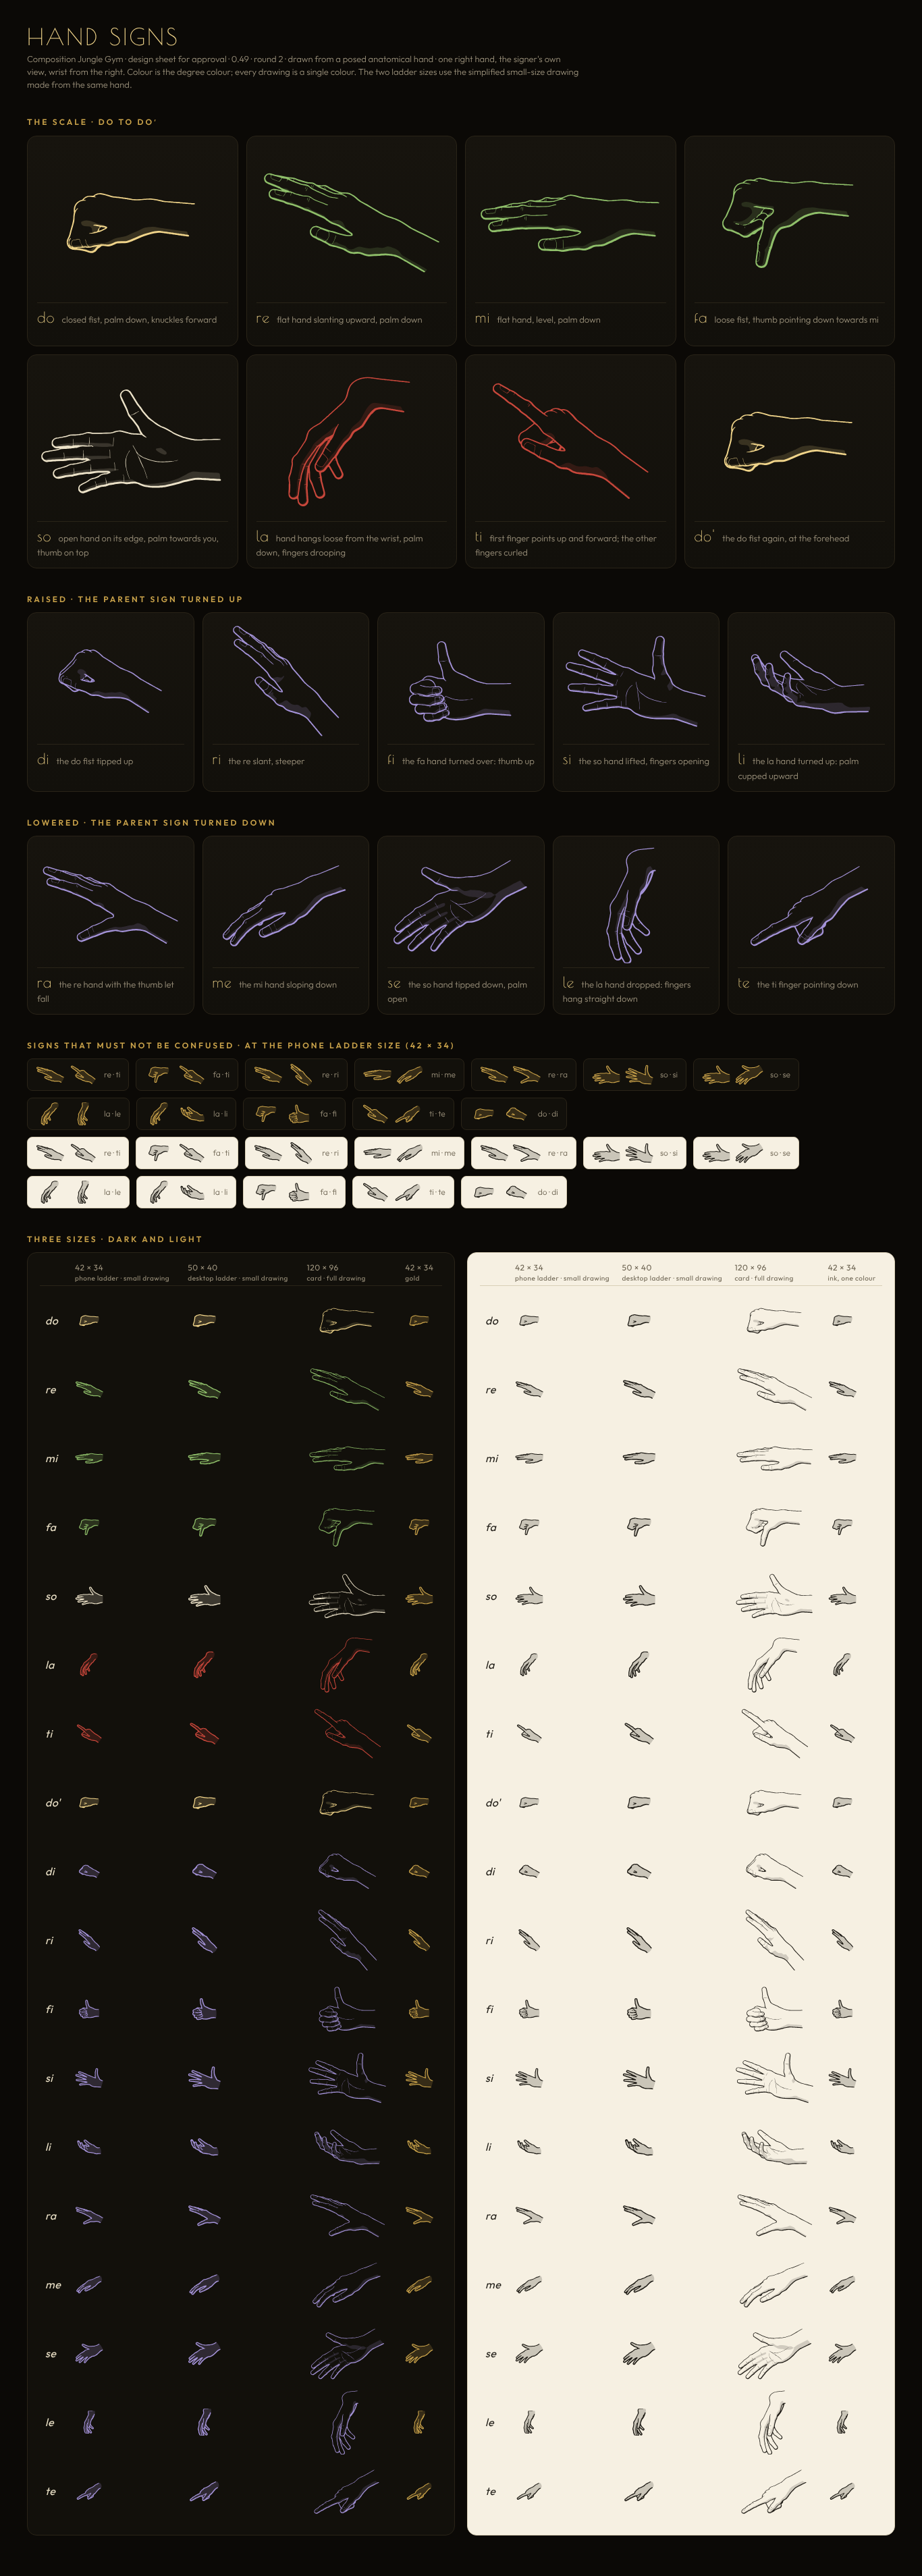 HAND SIGNS
Composition Jungle Gym · design sheet for approval · 0.49 · round 2 · drawn from a posed anatomical hand · one right hand, the signer's own
view, wrist from the right. Colour is the degree colour; every drawing is a single colour. The two ladder sizes use the simplified small-size drawing
made from the same hand.
THE SCALE · DO TO DO'
do closed fist, palm down, knuckles forward
re flat hand slanting upward, palm down
mi flat hand, level, palm down
fa loose fist, thumb pointing down towards mi
so open hand on its edge, palm towards you,
thumb on top
la hand hangs loose from the wrist, palm
down, fingers drooping
ti first finger points up and forward; the other
fingers curled
do' the do fist again, at the forehead
RAISED · THE PARENT SIGN TURNED UP
di the do fist tipped up
ri the re slant, steeper
fi the fa hand turned over: thumb up
si the so hand lifted, fingers opening
li the la hand turned up: palm
cupped upward
LOWERED · THE PARENT SIGN TURNED DOWN
ra the re hand with the thumb let
fall
me the mi hand sloping down
se the so hand tipped down, palm
open
le the la hand dropped: fingers
hang straight down
te the ti finger pointing down
SIGNS THAT MUST NOT BE CONFUSED · AT THE PHONE LADDER SIZE (42 × 34)
re·ti fa·ti re·ri mi·me re·ra so·si so·se
la·le la·li fa·fi ti·te do·di
re·ti fa·ti re·ri mi·me re·ra so·si so·se
la·le la·li fa·fi ti·te do·di
THREE SIZES · DARK AND LIGHT
42 × 34 50 × 40 120 × 96 42 × 34
phone ladder · small drawing desktop ladder · small drawing card · full drawing gold
do
re
mi
fa
so
la
ti
do'
di
ri
fi
si
li
ra
me
se
le
te
42 × 34 50 × 40 120 × 96 42 × 34
phone ladder · small drawing desktop ladder · small drawing card · full drawing ink, one colour
do
re
mi
fa
so
la
ti
do'
di
ri
fi
si
li
ra
me
se
le
te